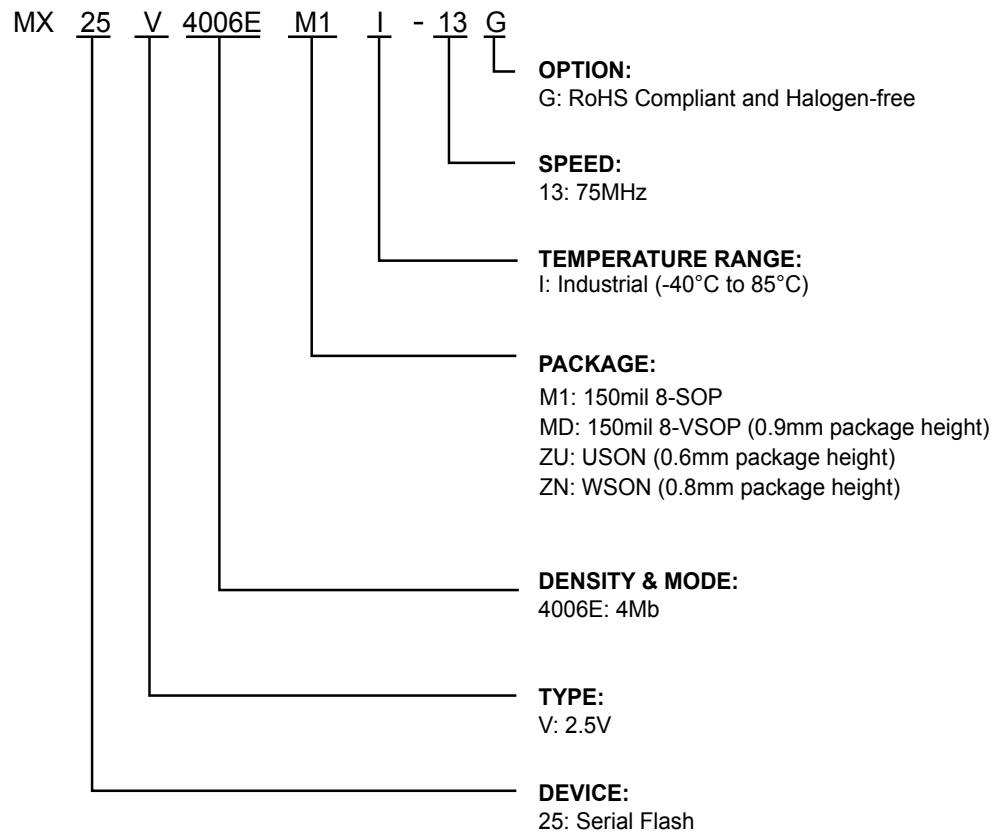 MX 25 V 4006E M1 I - 13 G
OPTION:
G: RoHS Compliant and Halogen-free
SPEED:
13: 75MHz
TEMPERATURE RANGE:
I: Industrial (-40°C to 85°C)
PACKAGE:
M1: 150mil 8-SOP
MD: 150mil 8-VSOP (0.9mm package height)
ZU: USON (0.6mm package height)
ZN: WSON (0.8mm package height)
DENSITY & MODE:
4006E: 4Mb
TYPE:
V: 2.5V
DEVICE:
25: Serial Flash